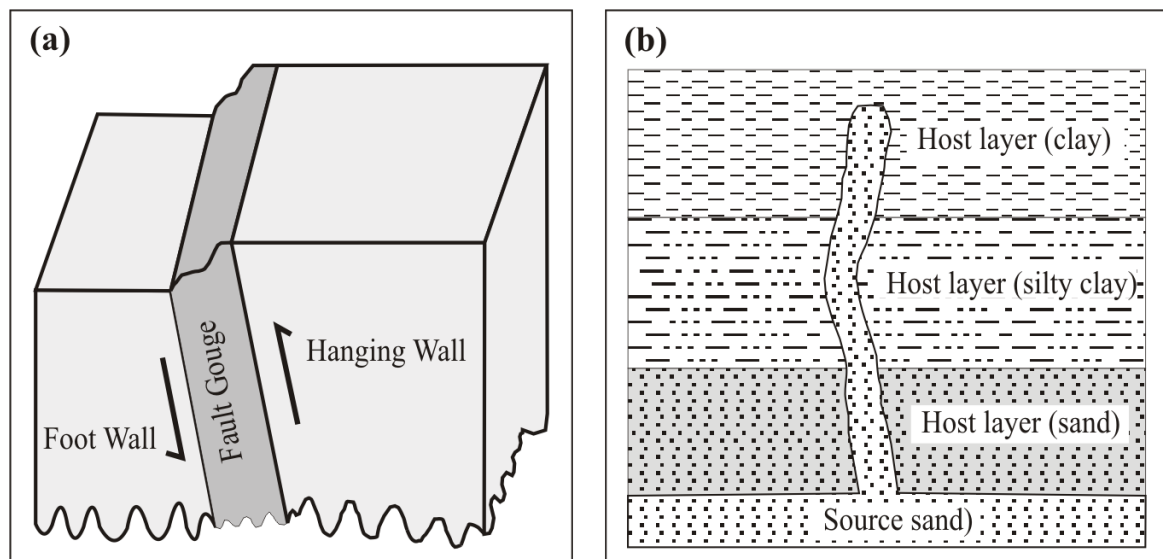 (a)
Hanging Wall
Fault Gouge
Foot Wall
(b)
Host layer (clay)
Host layer (silty clay)
Host layer (sand)
Source sand)